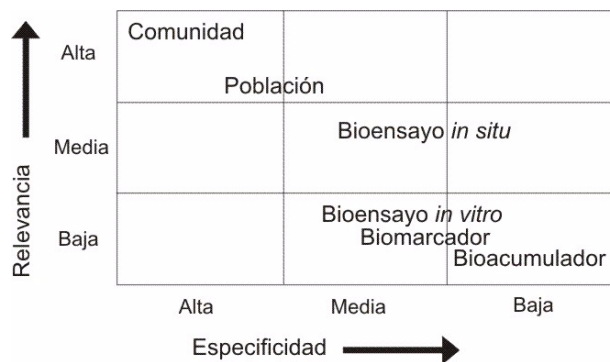 Comunidad
Alta
Población
Bioensayo in situ
Media
Relevancia
Bioensayo in vitro
Biomarcador
Baja
Bioacumulador
Alta
Media
Baja
Especificidad